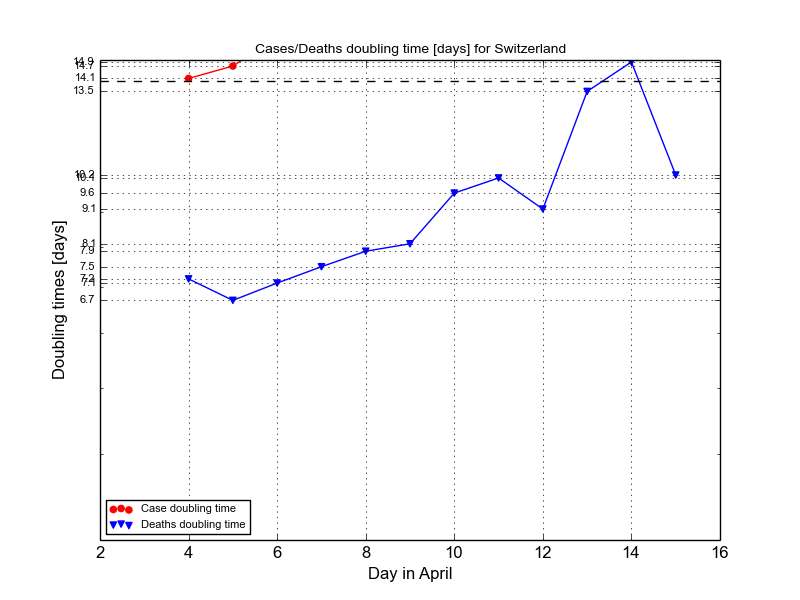 Cases/Deaths doubling time [days] for Switzerland
14.9
14.7
14.1
13.5
10.2
10.1
9.6
9.1
8.1
7.9
7.5
7.2
7.1
6.7
Doubling times [days]
Case doubling time
Deaths doubling time
2 4 6 8 10 12 14 16
Day in April